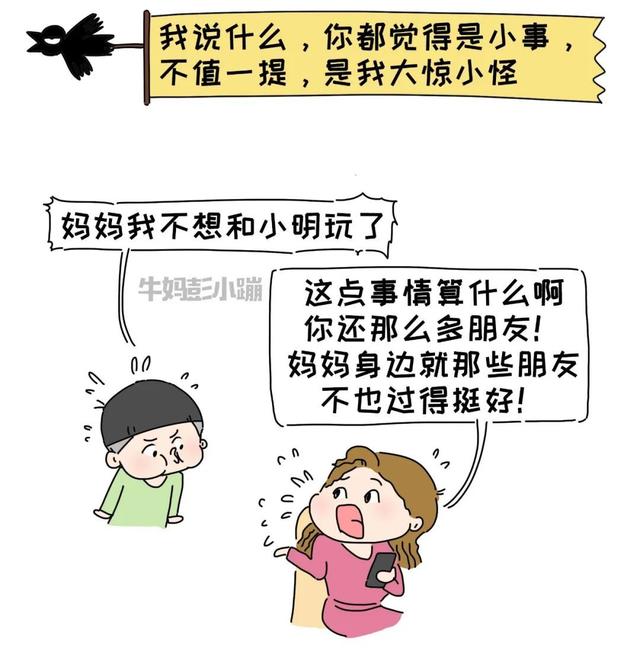 我说什么，你都觉得是小事，
不值一提，是我大惊小怪
妈妈我不想和小明玩了
牛妈彭小蹦
这点事情算什么啊
你还那么多朋友！
妈妈身边就那些朋友
不也过得挺好！